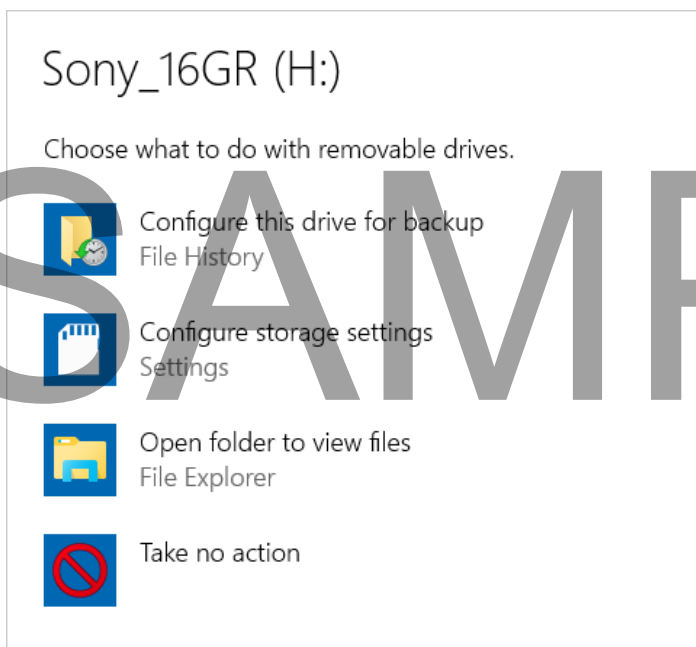 Sony_16GR (H:)
Choose what to do with removable drives.
Configure this drive for backup
File History
Configure storage settings
Settings
Open folder to view files
File Explorer
Take no action